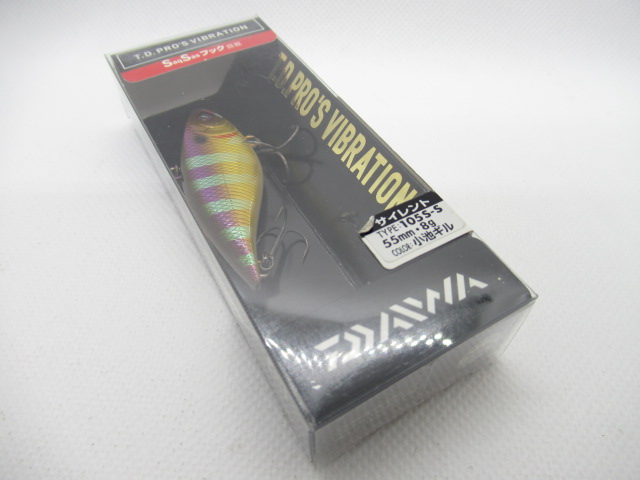 T.D. PRO'S VIBRATION
SaqSasフック搭載
T.D. PRO'S VIBRATION
サイレント
TYPE: 105S-S
55mm・8g
COLOR: 小池ギル
DAIWA